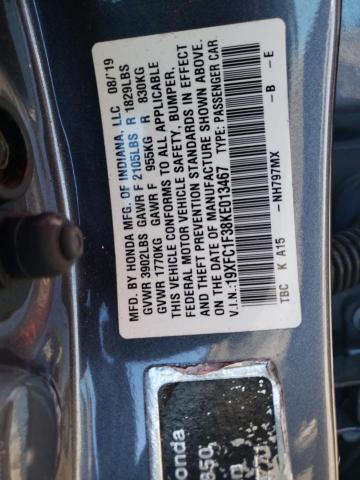 MFD. BY HONDA MFG. OF INDIANA, LLC 08/'19
GVWR 3902LBS GAWR F 2105LBS R 1829LBS
GVWR 1770KG GAWR F 955KG R 830KG
THIS VEHICLE CONFORMS TO ALL APPLICABLE
FEDERAL MOTOR VEHICLE SAFETY, BUMPER,
AND THEFT PREVENTION STANDARDS IN EFFECT
ON THE DATE OF MANUFACTURE SHOWN ABOVE.
V.I.N.:19XFC1F38KE013467 TYPE: PASSENGER CAR
TBC K A15 –NH797MX –B –E
onda
850;